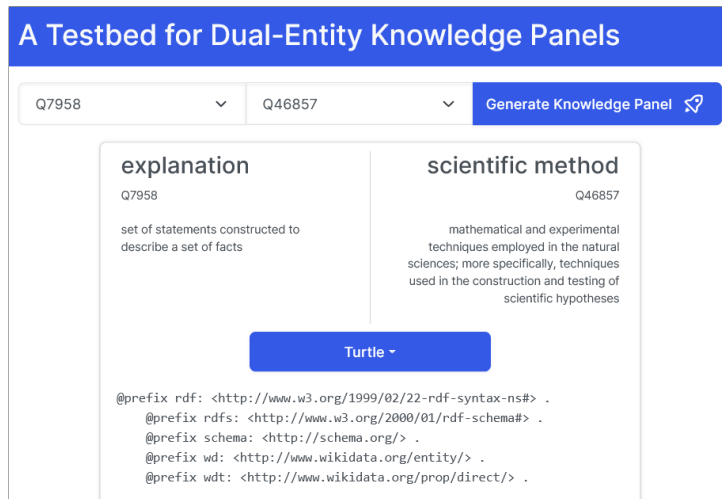 A Testbed for Dual-Entity Knowledge Panels
Q7958
Q46857
Generate Knowledge Panel
explanation
Q7958
set of statements constructed to
describe a set of facts
scientific method
Q46857
mathematical and experimental
techniques employed in the natural
sciences; more specifically, techniques
used in the construction and testing of
scientific hypotheses
Turtle
@prefix rdf: <http://www.w3.org/1999/02/22-rdf-syntax-ns#> .
@prefix rdfs: <http://www.w3.org/2000/01/rdf-schema#> .
@prefix schema: <http://schema.org/> .
@prefix wd: <http://www.wikidata.org/entity/> .
@prefix wdt: <http://www.wikidata.org/prop/direct/> .